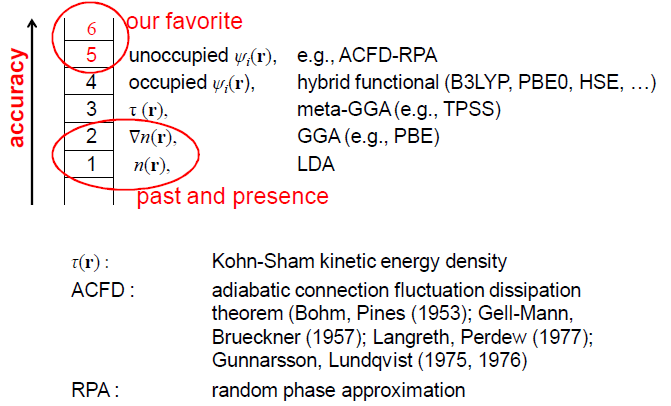 6 our favorite
5 unoccupied ψi(r), e.g., ACFD-RPA
4 occupied ψi(r), hybrid functional (B3LYP, PBE0, HSE, …)
3 τ (r), meta-GGA (e.g., TPSS)
2 ∇n(r), GGA (e.g., PBE)
1 n(r), LDA
past and presence
accuracy
τ(r) : Kohn-Sham kinetic energy density
ACFD : adiabatic connection fluctuation dissipation
theorem (Bohm, Pines (1953); Gell-Mann,
Brueckner (1957); Langreth, Perdew (1977);
Gunnarsson, Lundqvist (1975, 1976)
RPA : random phase approximation